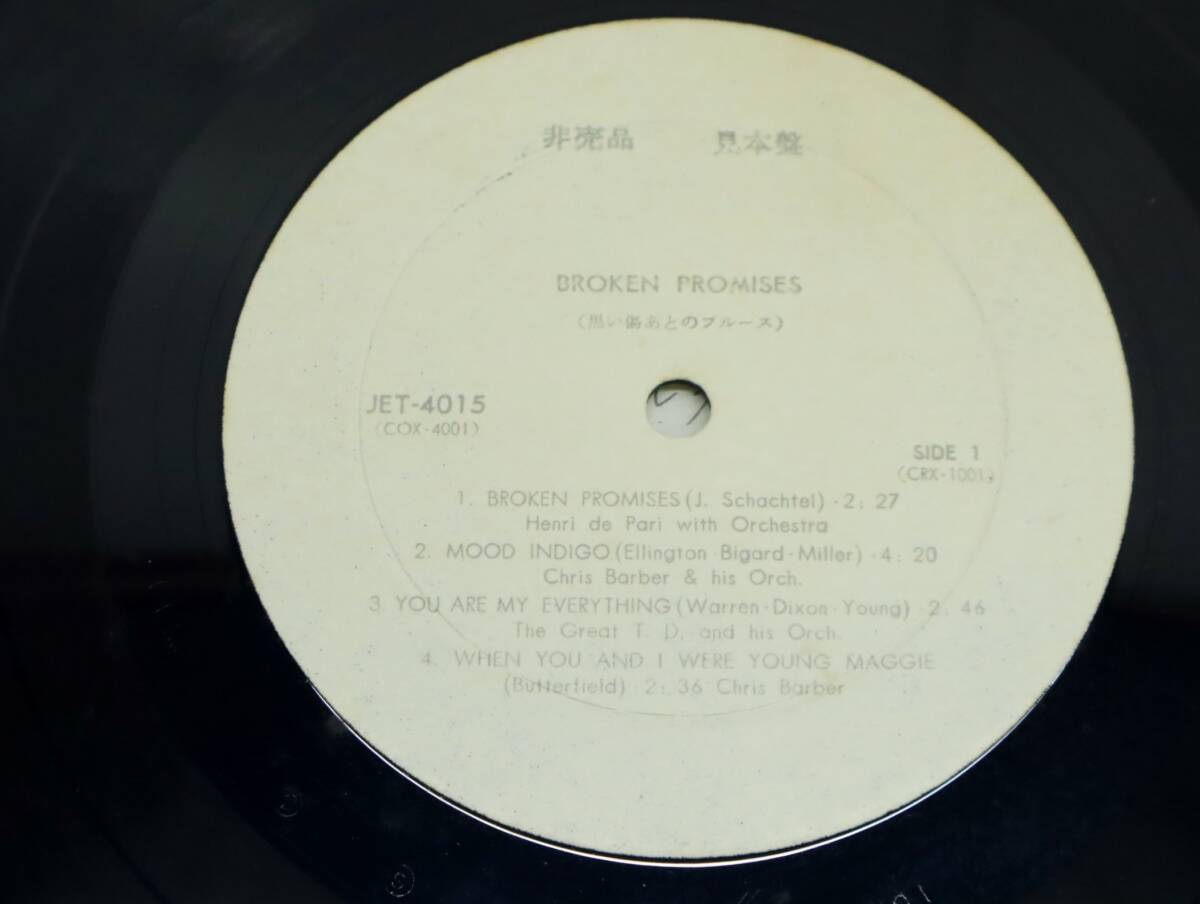 非売品 見本盤
BROKEN PROMISES
(黒い傷あとのブルース)
JET-4015
(COX-4001)
SIDE 1
(CRX-1001)
1. BROKEN PROMISES (J. Schachtel) · 2 : 27
Henri de Pari with Orchestra
2. MOOD INDIGO (Ellington Bigard · Miller) · 4 : 20
Chris Barber & his Orch.
3. YOU ARE MY EVERYTHING (Warren · Dixon · Young) · 2 : 46
The Great T. D. and his Orch.
4. WHEN YOU AND I WERE YOUNG MAGGIE
(Butterfield) · 2 : 36 Chris Barber